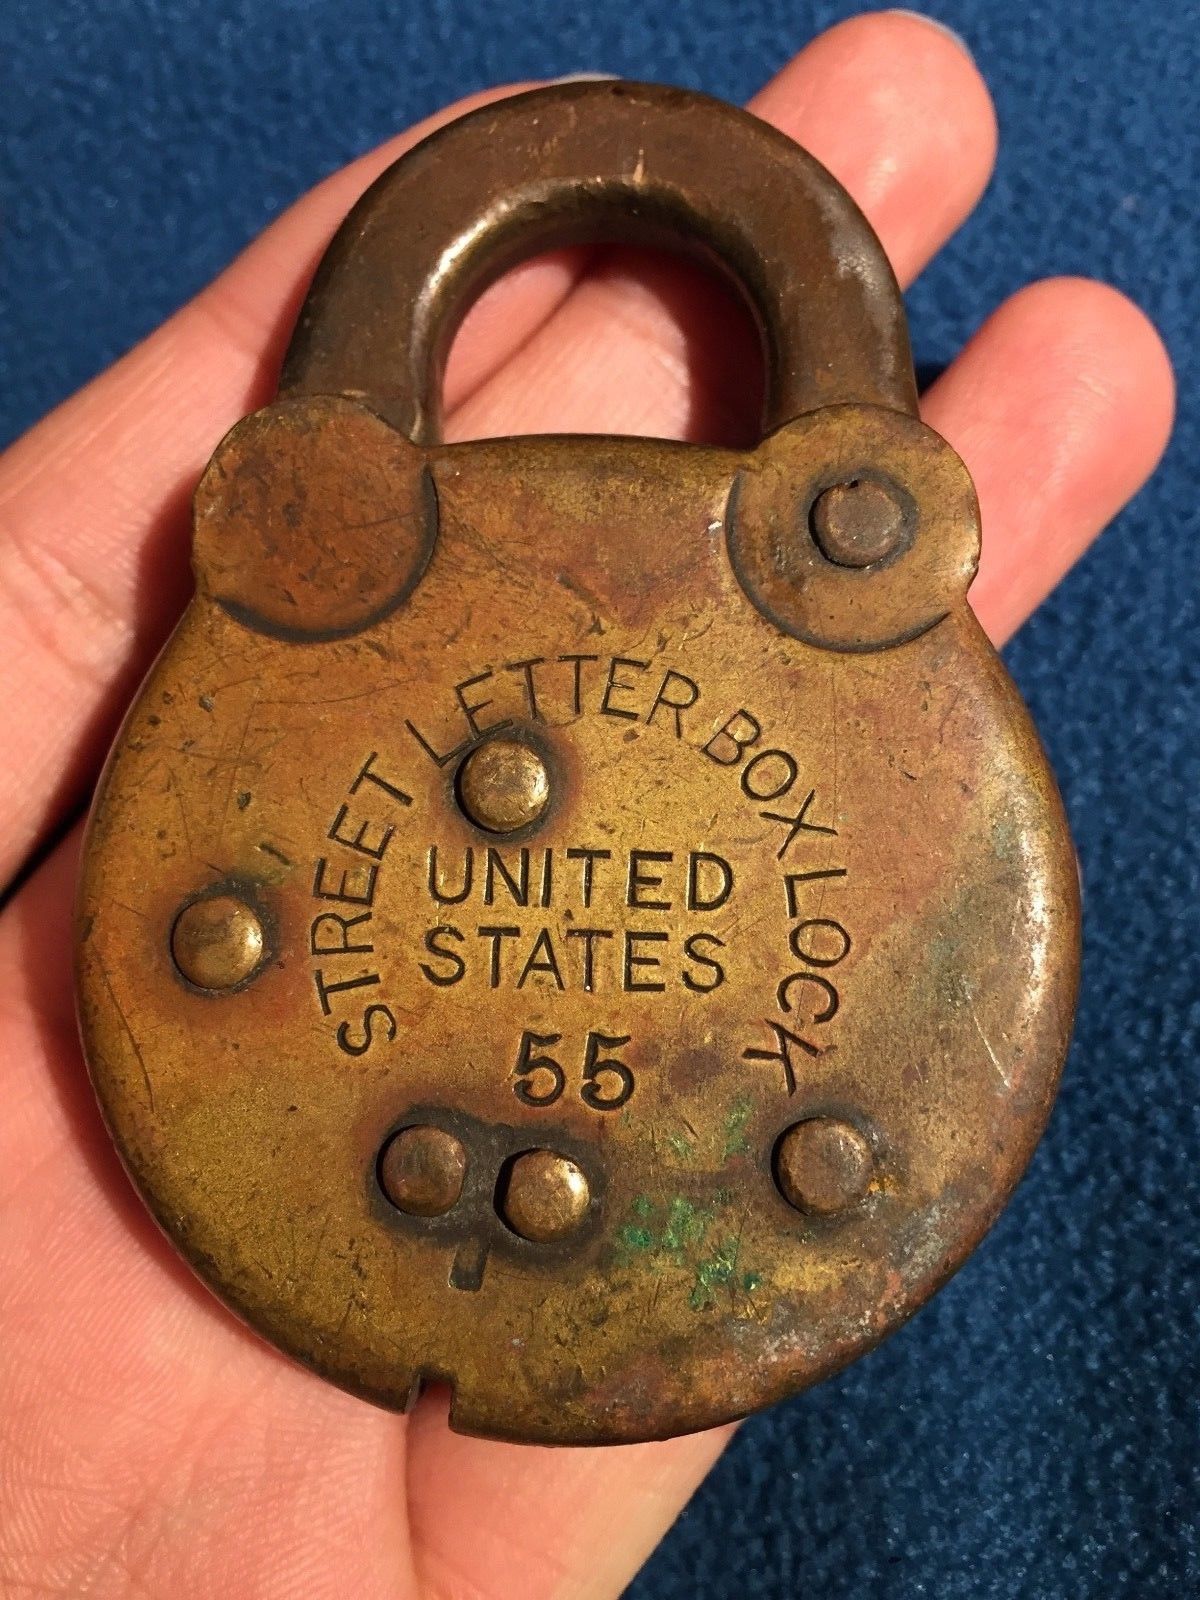 STREET LETTER BOX LOCK
UNITED
STATES
55